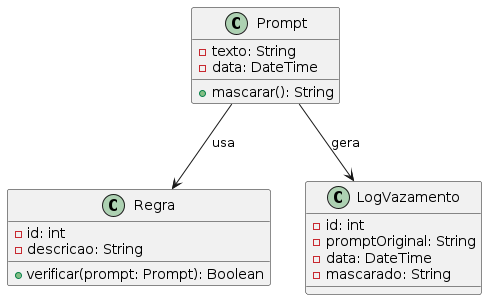 C Prompt
texto: String
data: DateTime
mascarar(): String
usa
gera
C Regra
id: int
descricao: String
verificar(prompt: Prompt): Boolean
C LogVazamento
id: int
promptOriginal: String
data: DateTime
mascarado: String